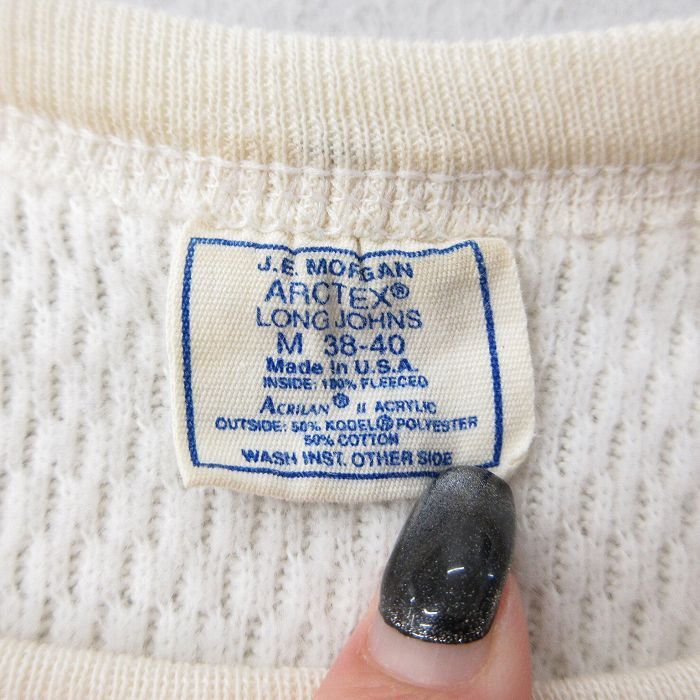 J.E. MORGAN
ARCTEX®
LONG JOHNS
M 38-40
Made in U.S.A.
INSIDE: 100% FLEECED
ACRILAN® II ACRYLIC
OUTSIDE: 50% KODEL® POLYESTER
50% COTTON
WASH INST. OTHER SIDE